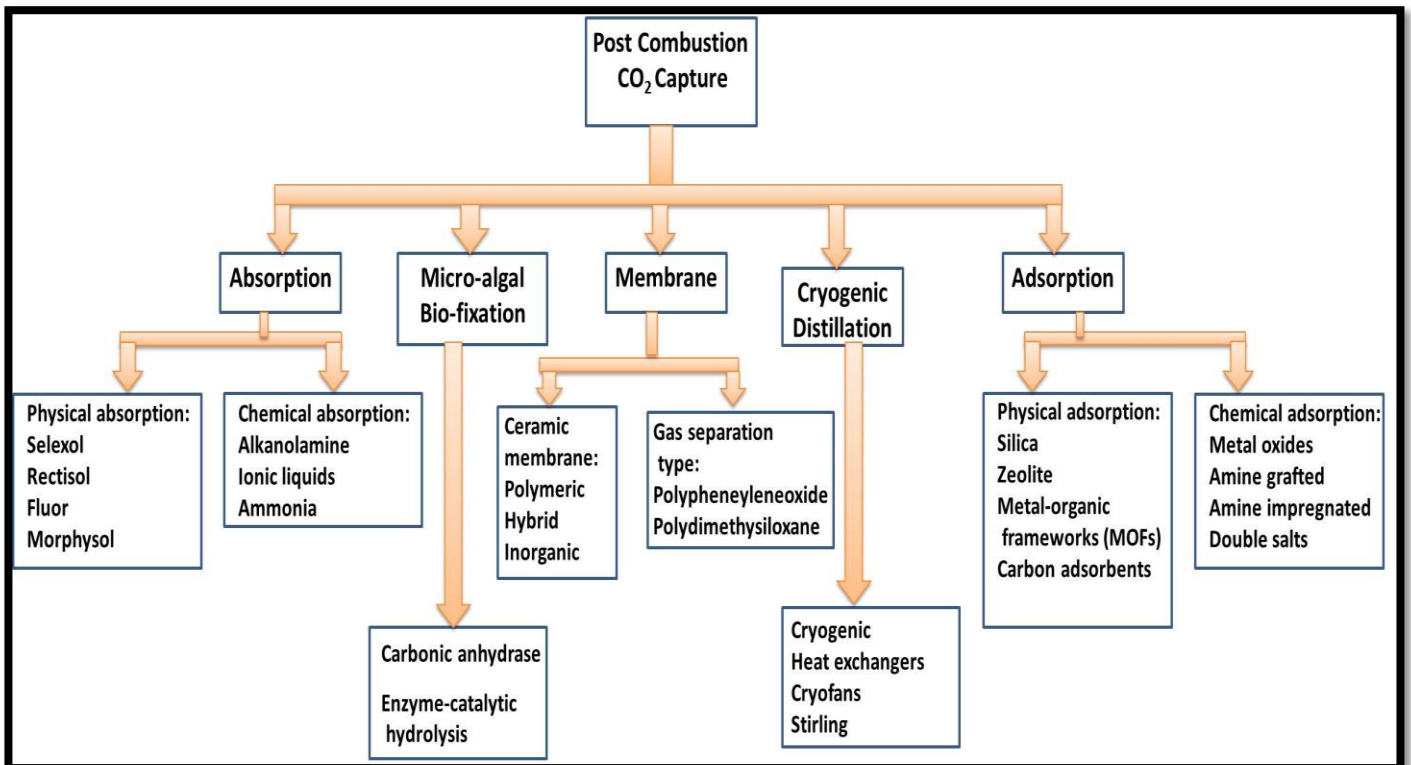 Post Combustion
CO₂ Capture
Absorption
Micro-algal
Bio-fixation
Membrane
Cryogenic
Distillation
Adsorption
Physical absorption:
Selexol
Rectisol
Fluor
Morphysol
Chemical absorption:
Alkanolamine
Ionic liquids
Ammonia
Ceramic
membrane:
Polymeric
Hybrid
Inorganic
Gas separation
type:
Polypheneyleneoxide
Polydimethysiloxane
Physical adsorption:
Silica
Zeolite
Metal-organic
frameworks (MOFs)
Carbon adsorbents
Chemical adsorption:
Metal oxides
Amine grafted
Amine impregnated
Double salts
Carbonic anhydrase
Enzyme-catalytic
hydrolysis
Cryogenic
Heat exchangers
Cryofans
Stirling